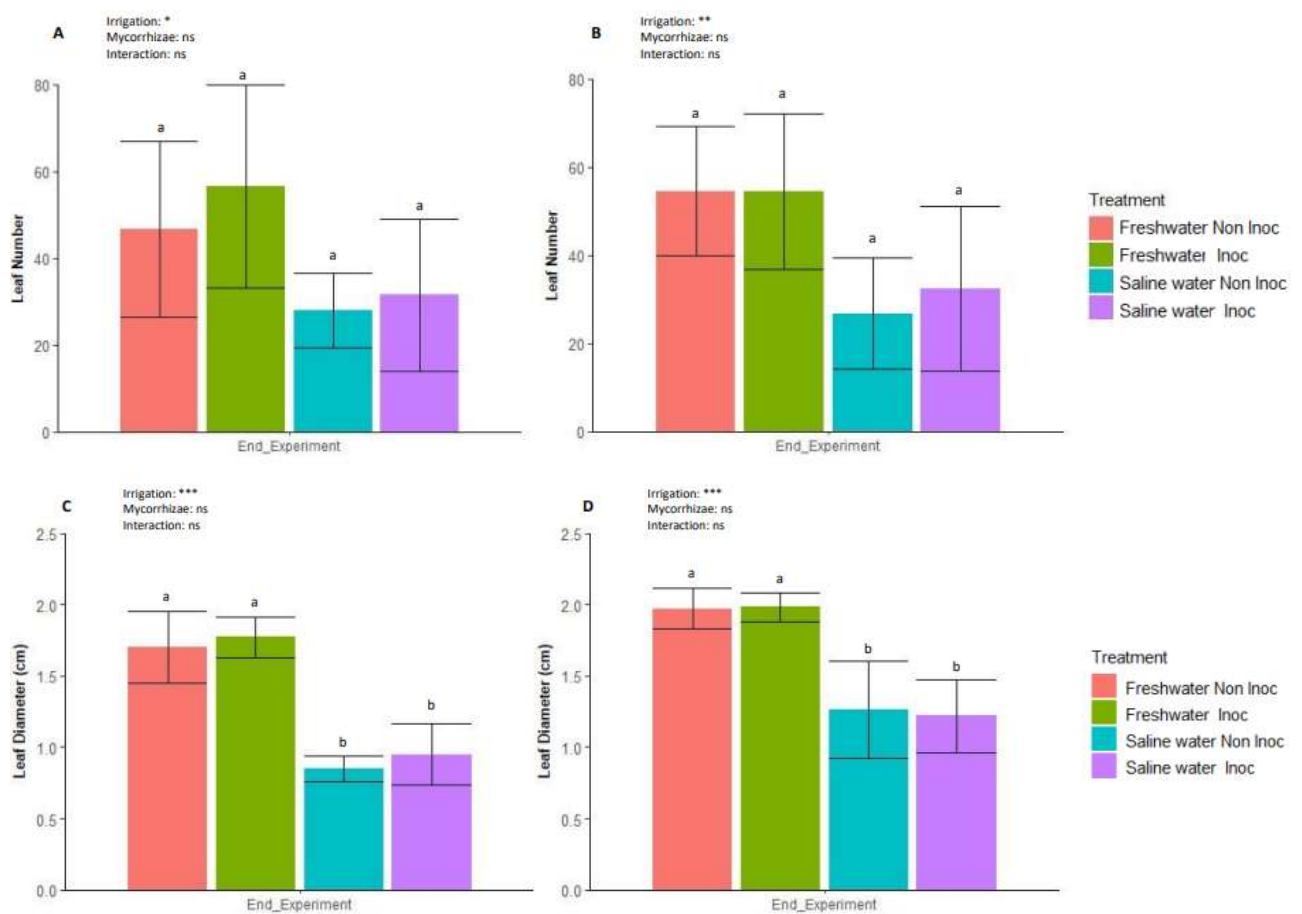 A
Irrigation: *
Mycorrhizae: ns
Interaction: ns
80
60
40
20
0
Leaf Number
a
a
a
a
End_Experiment
B
Irrigation: **
Mycorrhizae: ns
Interaction: ns
80
60
40
20
0
Leaf Number
a
a
a
a
End_Experiment
Treatment
Freshwater Non Inoc
Freshwater Inoc
Saline water Non Inoc
Saline water Inoc
C
Irrigation: ***
Mycorrhizae: ns
Interaction: ns
2.5
2.0
1.5
1.0
0.5
0.0
Leaf Diameter (cm)
a
a
b
b
End_Experiment
D
Irrigation: ***
Mycorrhizae: ns
Interaction: ns
2.5
2.0
1.5
1.0
0.5
0.0
Leaf Diameter (cm)
a
a
b
b
End_Experiment
Treatment
Freshwater Non Inoc
Freshwater Inoc
Saline water Non Inoc
Saline water Inoc